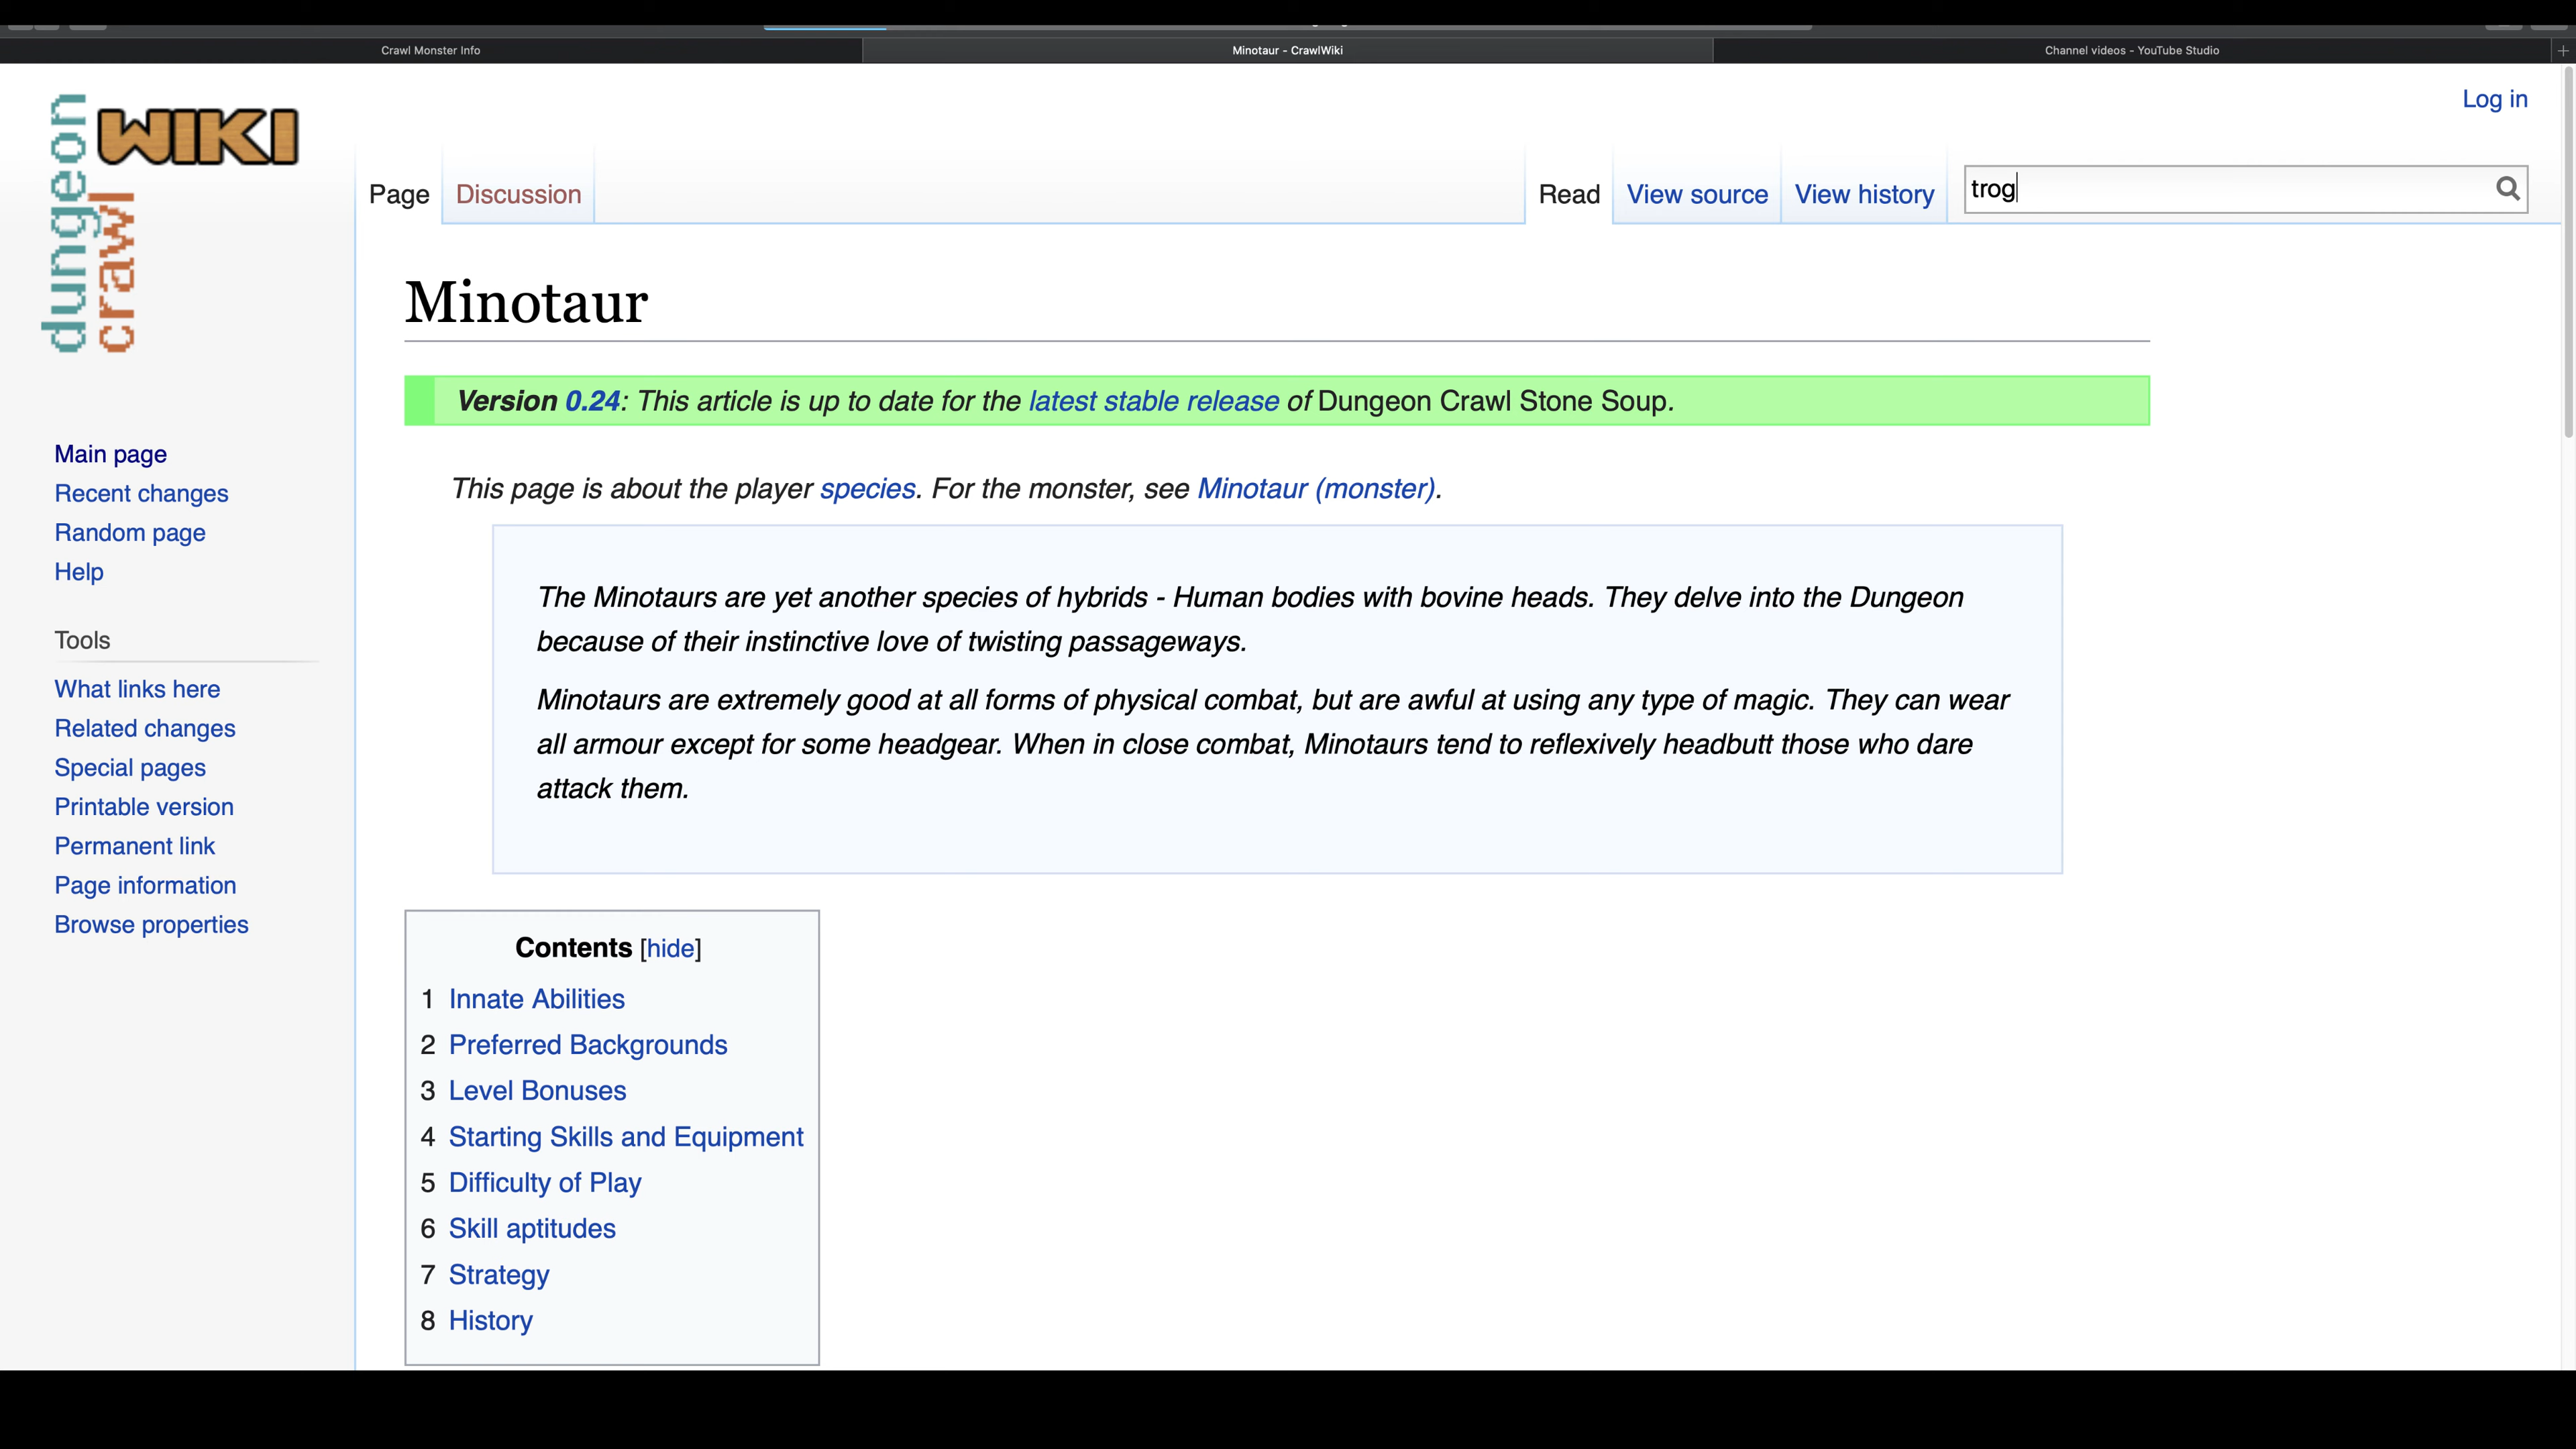 Crawl Monster Info
Minotaur - CrawlWiki
Channel videos - YouTube Studio
+
dungeon
crawl
WIKI
Log in
Page
Discussion
Read
View source
View history
trog
Minotaur
Version 0.24: This article is up to date for the latest stable release of Dungeon Crawl Stone Soup.
This page is about the player species. For the monster, see Minotaur (monster).
The Minotaurs are yet another species of hybrids - Human bodies with bovine heads. They delve into the Dungeon
because of their instinctive love of twisting passageways.
Minotaurs are extremely good at all forms of physical combat, but are awful at using any type of magic. They can wear
all armour except for some headgear. When in close combat, Minotaurs tend to reflexively headbutt those who dare
attack them.
Main page
Recent changes
Random page
Help
Tools
What links here
Related changes
Special pages
Printable version
Permanent link
Page information
Browse properties
Contents [hide]
1 Innate Abilities
2 Preferred Backgrounds
3 Level Bonuses
4 Starting Skills and Equipment
5 Difficulty of Play
6 Skill aptitudes
7 Strategy
8 History